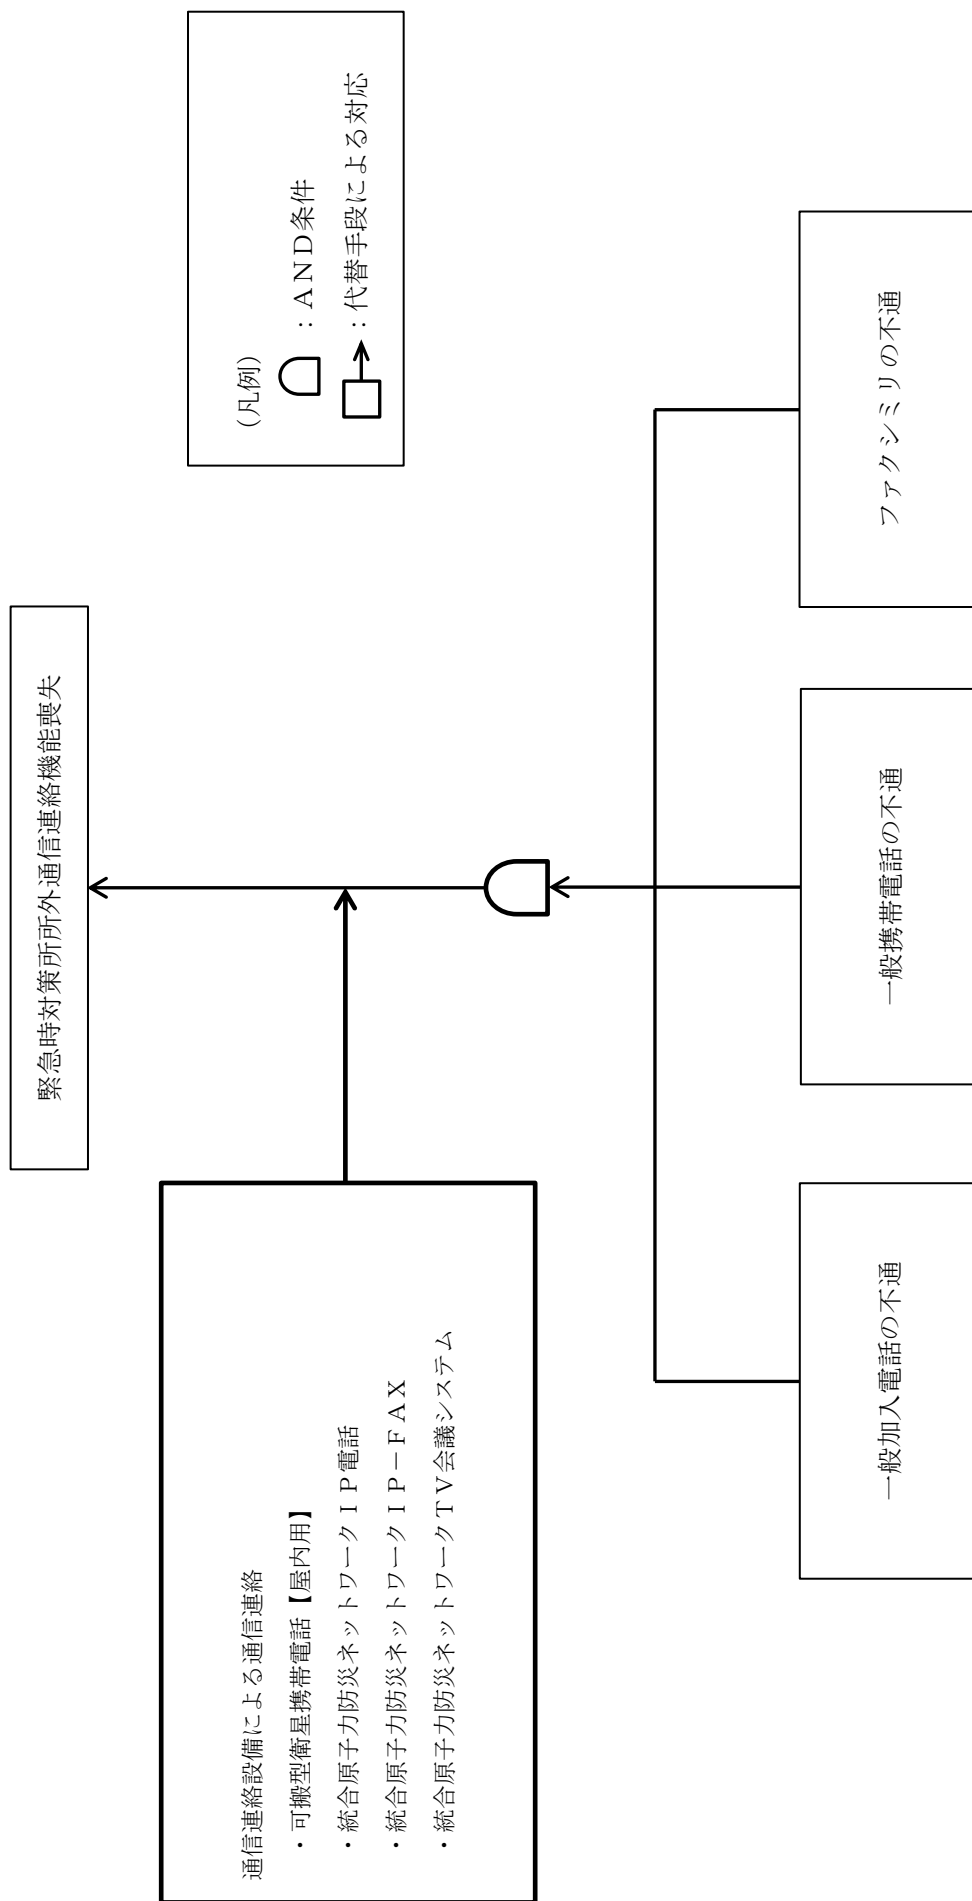 緊急時対策所所外通信連絡機能喪失
(凡例)
：ＡＮＤ条件
：代替手段による対応
通信連絡設備による通信連絡
・可搬型衛星携帯電話【屋内用】
・統合原子力防災ネットワークＩＰ電話
・統合原子力防災ネットワークＩＰ－ＦＡＸ
・統合原子力防災ネットワークＴＶ会議システム
一般加入電話の不通
一般携帯電話の不通
ファクシミリの不通